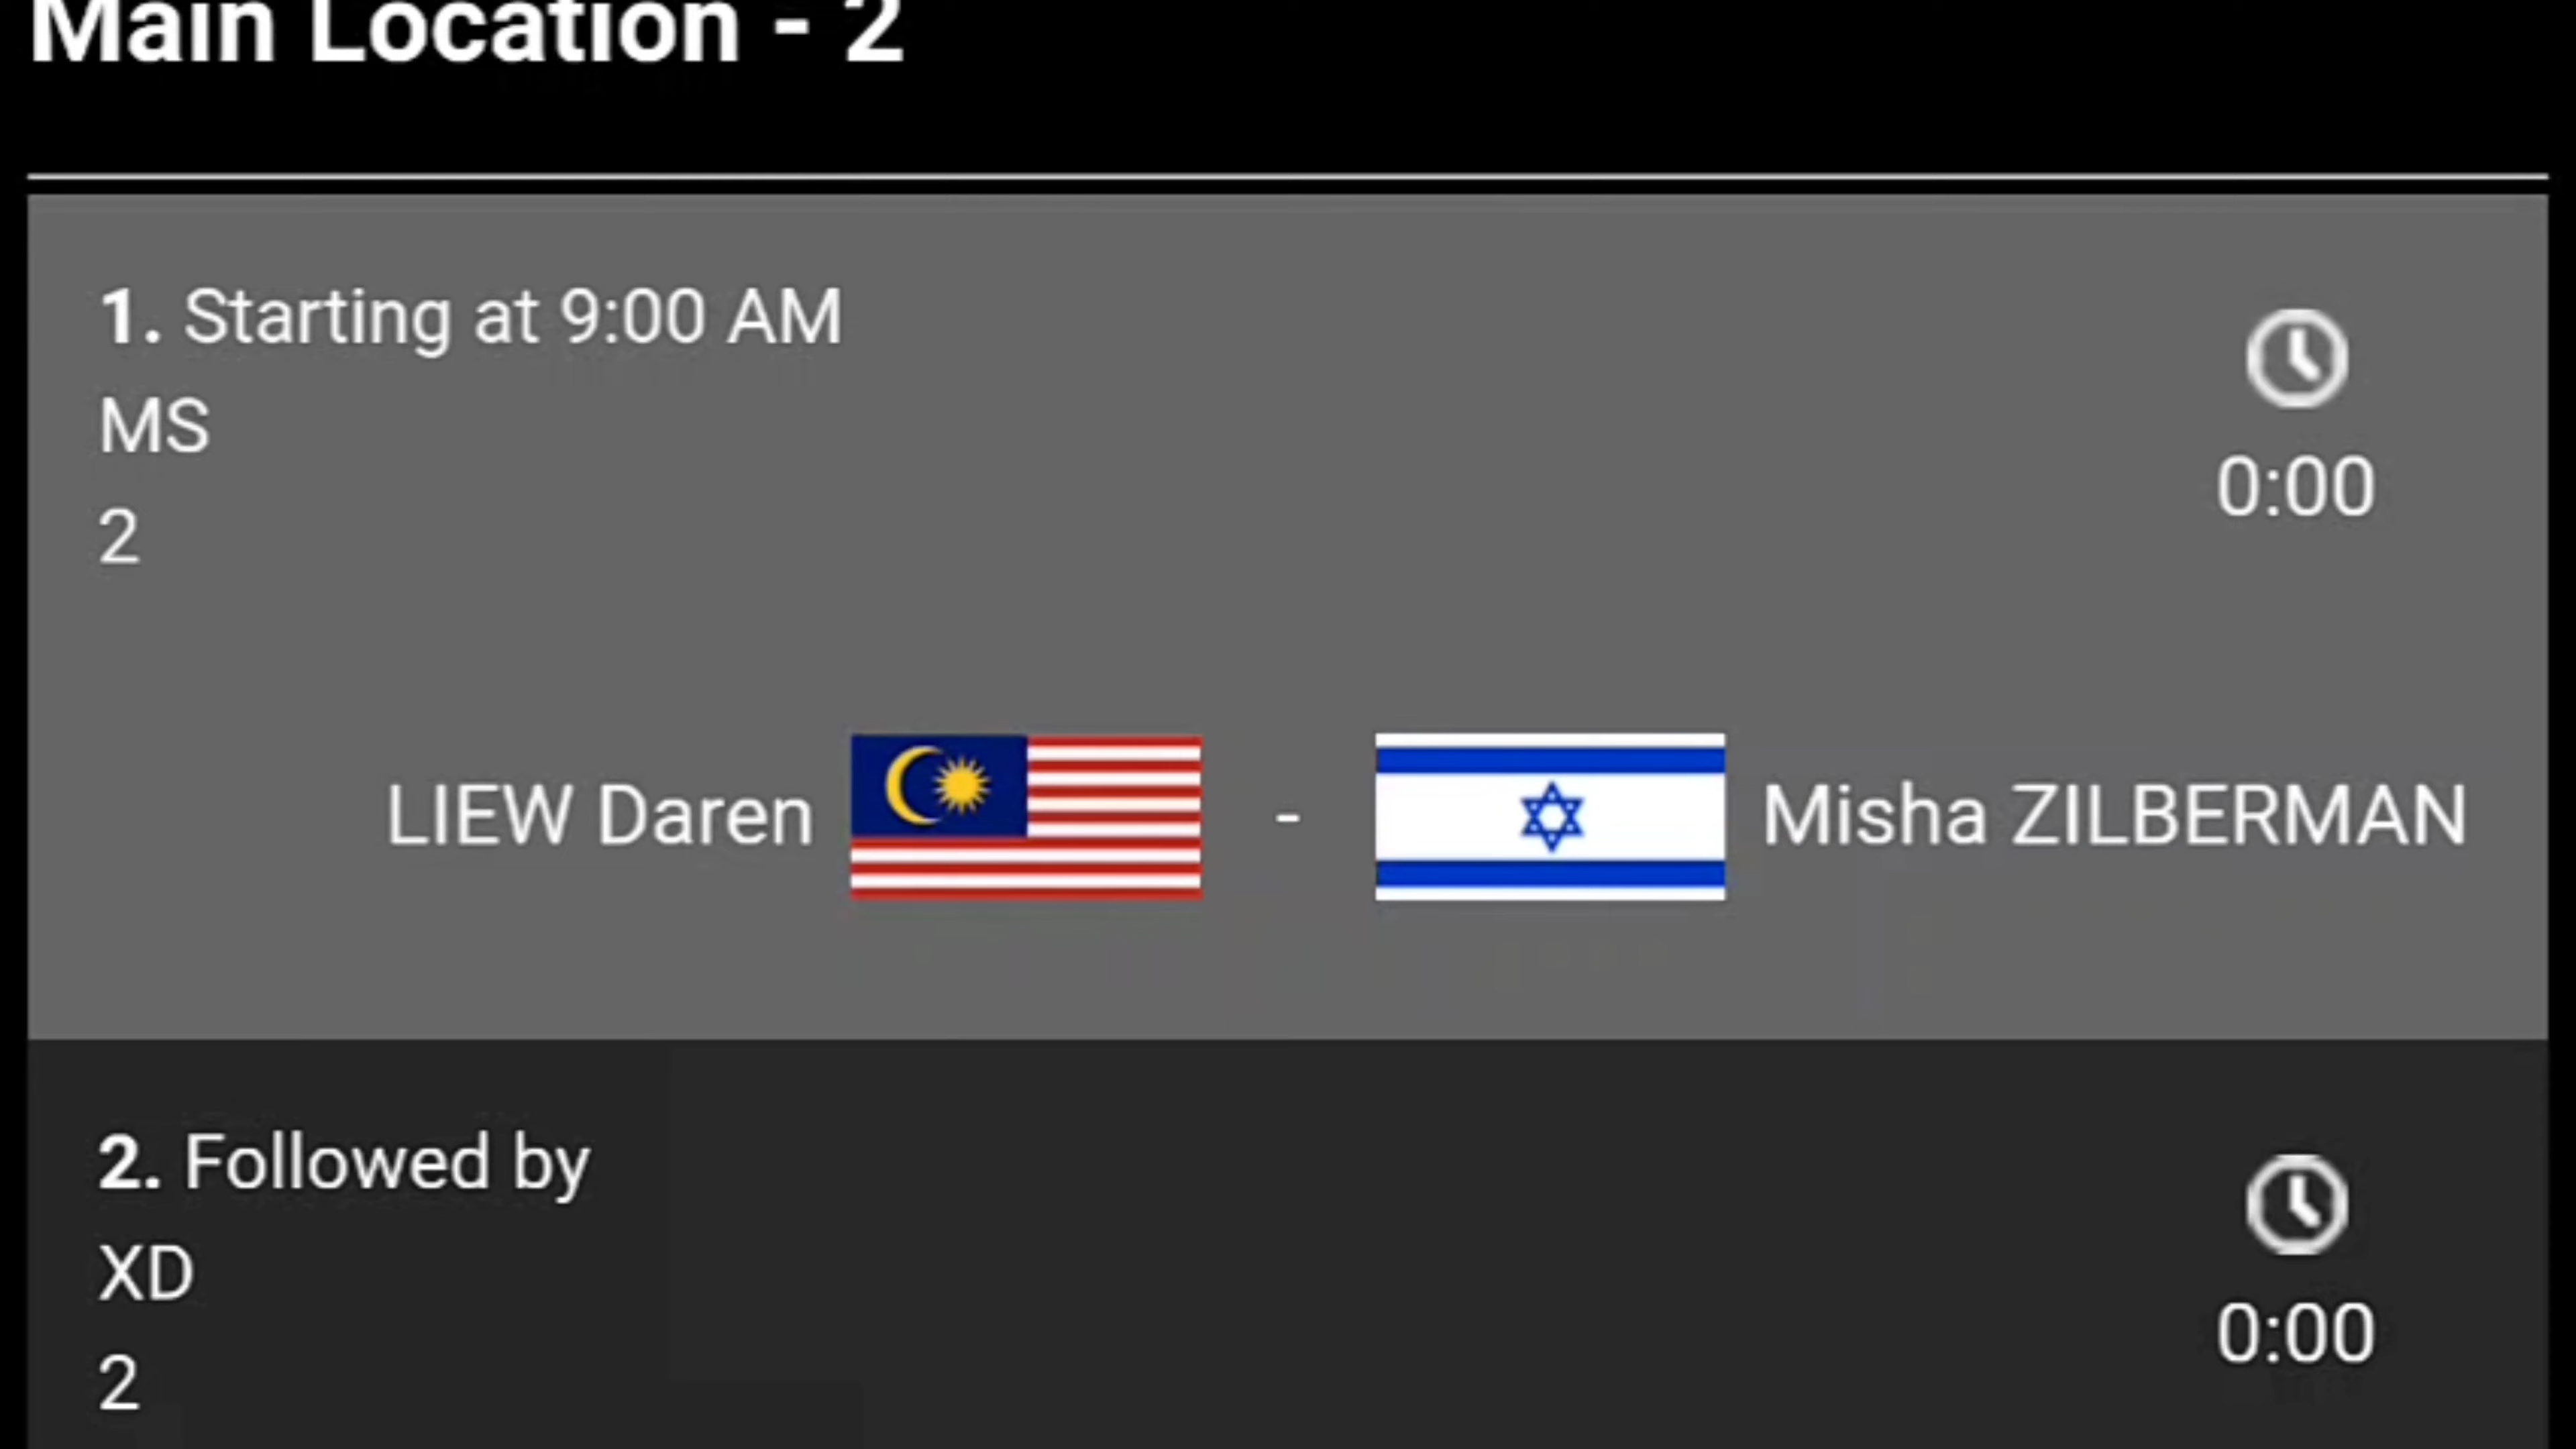 Main Location - 2
1. Starting at 9:00 AM
MS
2
0:00
LIEW Daren - Misha ZILBERMAN
2. Followed by
XD
2
0:00